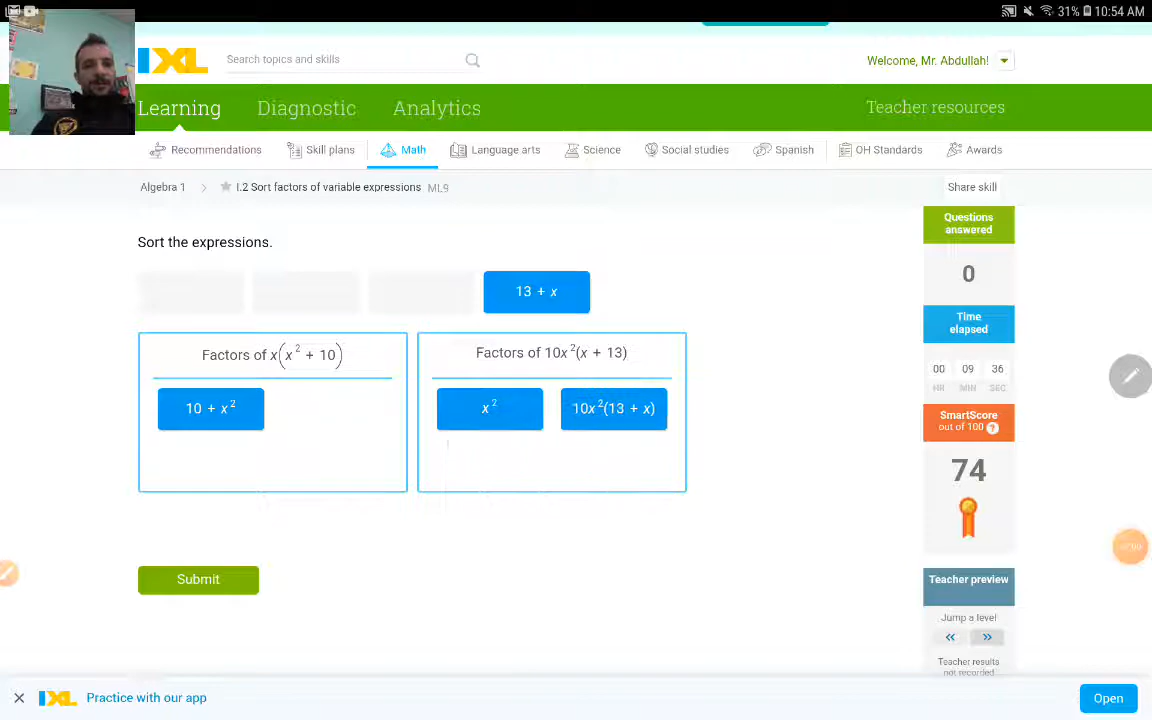 31% 10:54 AM
IXL
Search topics and skills
Welcome, Mr. Abdullah!
Learning Diagnostic Analytics Teacher resources
Recommendations Skill plans Math Language arts Science Social studies Spanish OH Standards Awards
Algebra 1 > I.2 Sort factors of variable expressions ML9
Share skill
Questions answered
0
Sort the expressions.
13 + x
Time elapsed
00 09 36
HR MIN SEC
Factors of x(x² + 10)
10 + x²
Factors of 10x²(x + 13)
x² 10x²(13 + x)
SmartScore
out of 100 ?
74
Submit
Teacher preview
Jump a level
<< >>
Teacher results
not recorded
× IXL Practice with our app
Open